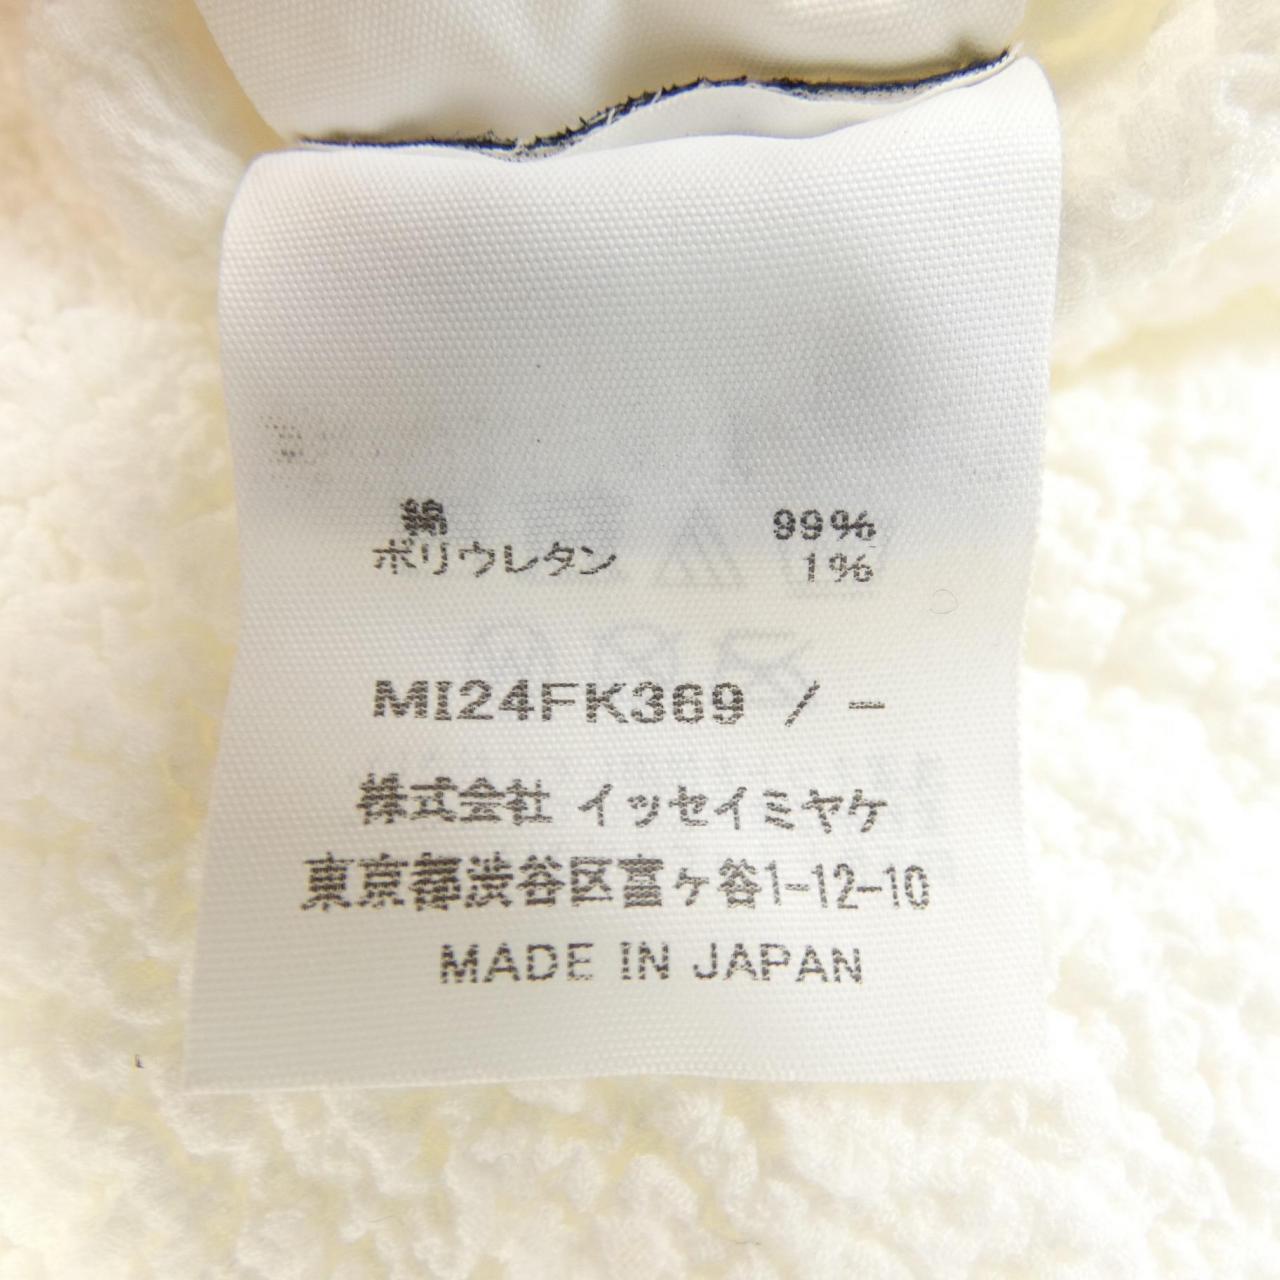 綿 99%
ポリウレタン 1%
MI24FK369 / -
株式会社 イッセイミヤケ
東京都渋谷区富ヶ谷1-12-10
MADE IN JAPAN